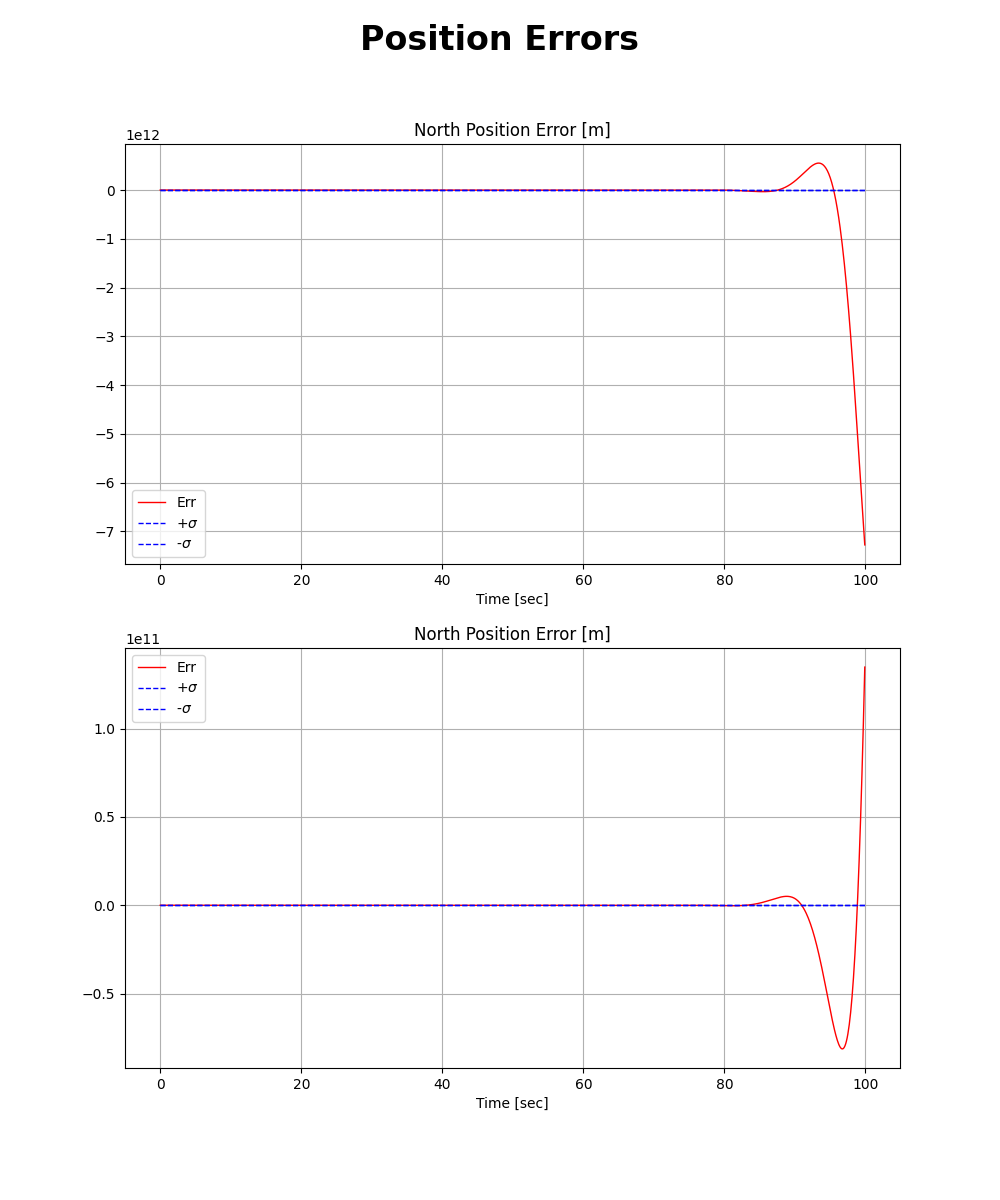 Position Errors
North Position Error [m]
1e12
0
−1
−2
−3
−4
−5
−6
−7
Err
+σ
-σ
0 20 40 60 80 100
Time [sec]
North Position Error [m]
1e11
Err
+σ
-σ
1.0
0.5
0.0
−0.5
0 20 40 60 80 100
Time [sec]